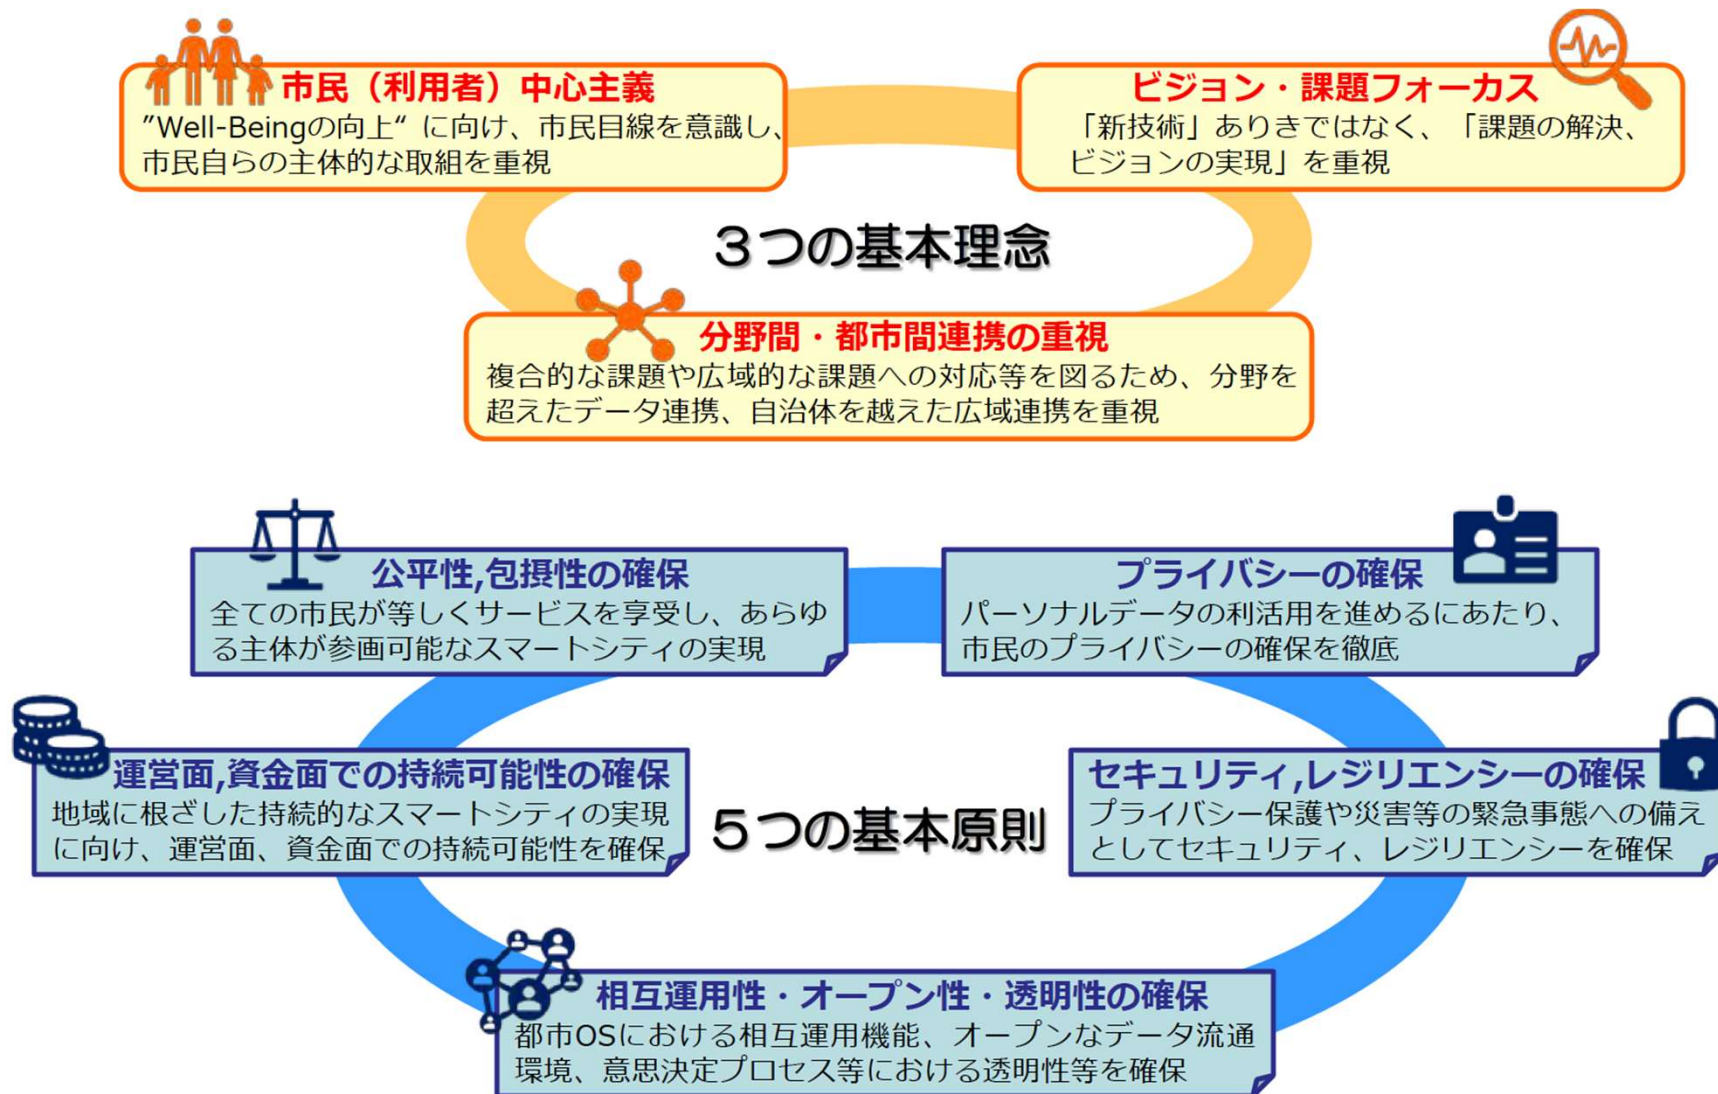 市民（利用者）中心主義
”Well-Beingの向上“ に向け、市民目線を意識し、
市民自らの主体的な取組を重視
ビジョン・課題フォーカス
「新技術」ありきではなく、「課題の解決、
ビジョンの実現」を重視
３つの基本理念
分野間・都市間連携の重視
複合的な課題や広域的な課題への対応等を図るため、分野を
超えたデータ連携、自治体を越えた広域連携を重視
公平性,包摂性の確保
全ての市民が等しくサービスを享受し、あらゆ
る主体が参画可能なスマートシティの実現
プライバシーの確保
パーソナルデータの利活用を進めるにあたり、
市民のプライバシーの確保を徹底
運営面,資金面での持続可能性の確保
地域に根ざした持続的なスマートシティの実現
に向け、運営面、資金面での持続可能性を確保
５つの基本原則
セキュリティ,レジリエンシーの確保
プライバシー保護や災害等の緊急事態への備え
としてセキュリティ、レジリエンシーを確保
相互運用性・オープン性・透明性の確保
都市OSにおける相互運用機能、オープンなデータ流通
環境、意思決定プロセス等における透明性等を確保